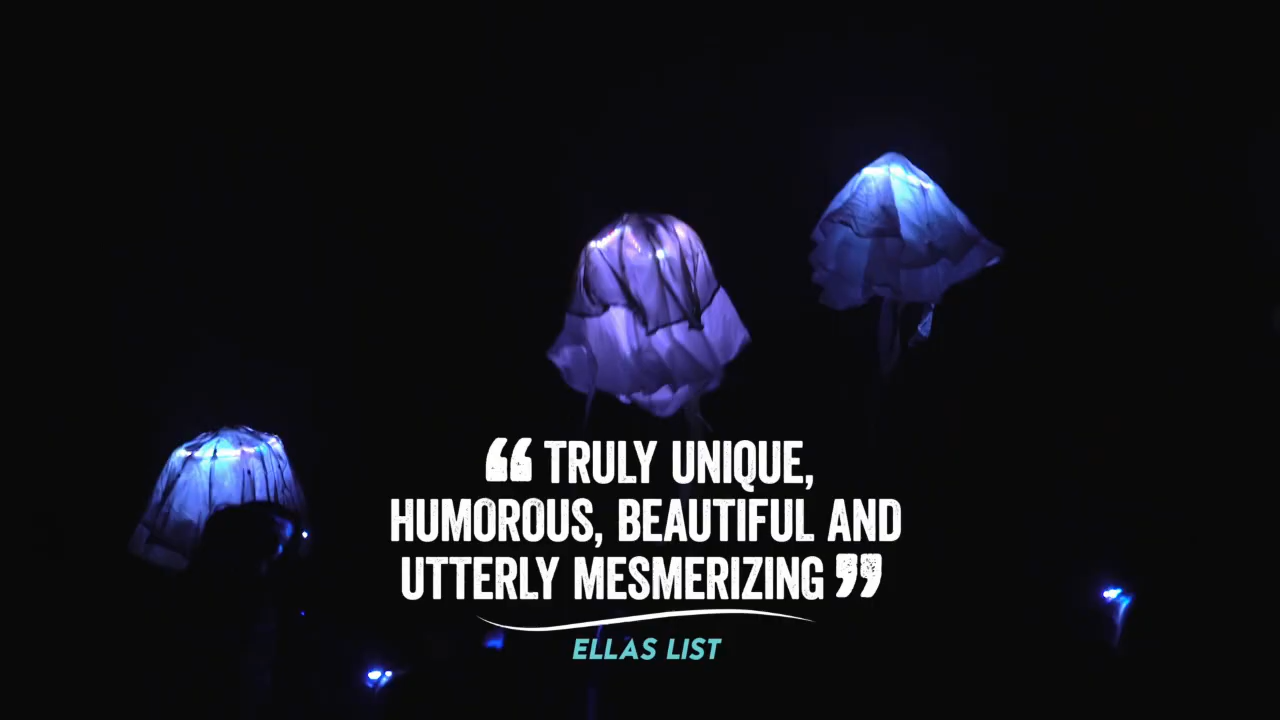 “TRULY UNIQUE,
HUMOROUS, BEAUTIFUL AND
UTTERLY MESMERIZING”
ELLAS LIST